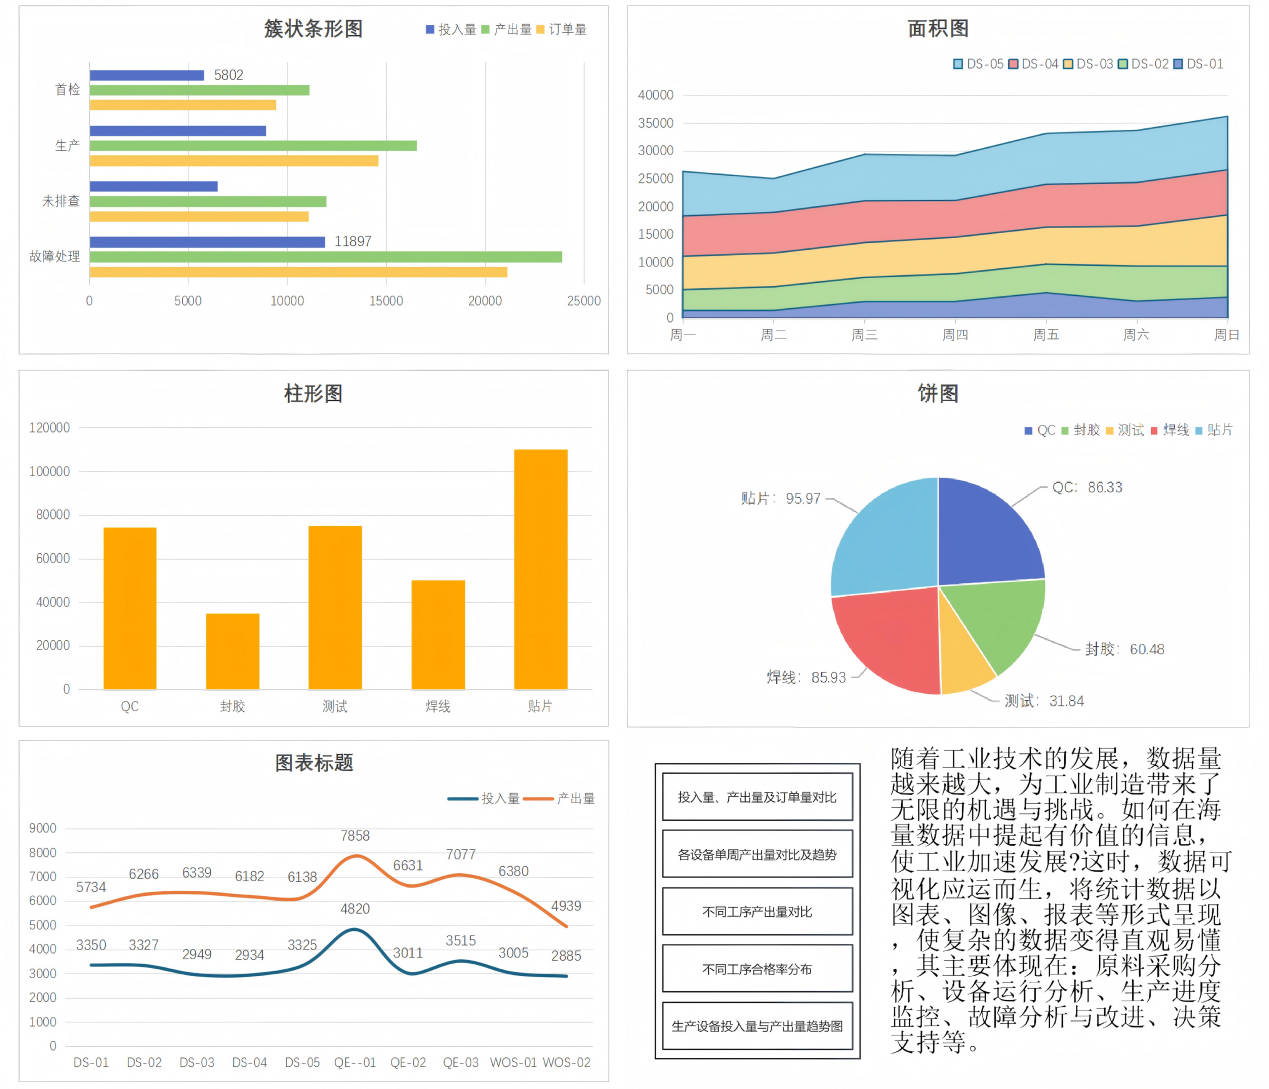 簇状条形图
投入量 产出量 订单量
首检
5802
生产
未排查
故障处理
11897
0 5000 10000 15000 20000 25000
面积图
DS-05 DS-04 DS-03 DS-02 DS-01
40000
35000
30000
25000
20000
15000
10000
5000
0
周一 周二 周三 周四 周五 周六 周日
柱形图
120000
100000
80000
60000
40000
20000
0
QC 封胶 测试 焊线 贴片
饼图
QC 封胶 测试 焊线 贴片
贴片：95.97
QC：86.33
封胶：60.48
焊线：85.93
测试：31.84
图表标题
投入量 产出量
9000
8000
7000
6000
5000
4000
3000
2000
1000
0
5734 6266 6339 6182 6138 7858 6631 7077 6380 4939
3350 3327 2949 2934 3325 4820 3011 3515 3005 2885
DS-01 DS-02 DS-03 DS-04 DS-05 QE--01 QE-02 QE-03 WOS-01 WOS-02
投入量、产出量及订单量对比
各设备单周产出量对比及趋势
不同工序产出量对比
不同工序合格率分布
生产设备投入量与产出量趋势图
随着工业技术的发展，数据量
越来越大，为工业制造带来了
无限的机遇与挑战。如何在海
量数据中提起有价值的信息，
使工业加速发展?这时，数据可
视化应运而生，将统计数据以
图表、图像、报表等形式呈现
，使复杂的数据变得直观易懂
，其主要体现在：原料采购分
析、设备运行分析、生产进度
监控、故障分析与改进、决策
支持等。